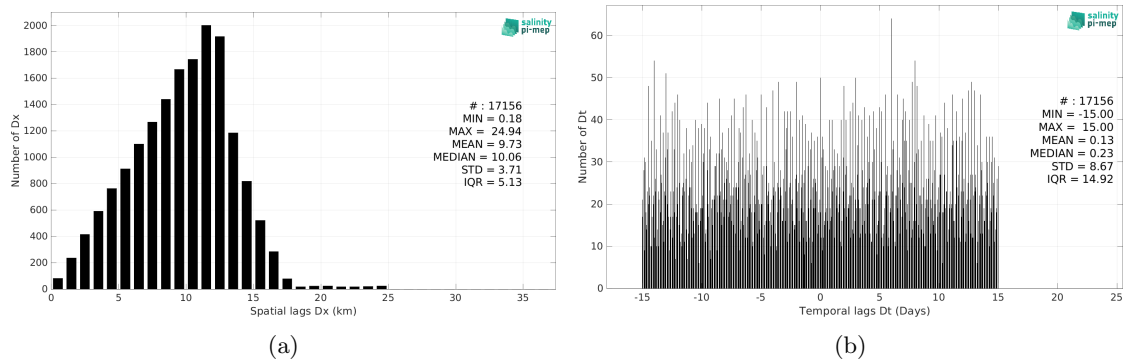 salinity
pi-mep
2000
1800
1600
1400
1200
1000
800
600
400
200
0
Number of Dx
# : 17156
MIN = 0.18
MAX = 24.94
MEAN = 9.73
MEDIAN = 10.06
STD = 3.71
IQR = 5.13
0 5 10 15 20 25 30 35
Spatial lags Dx (km)
(a)
salinity
pi-mep
60
50
40
30
20
10
0
Number of Dt
# : 17156
MIN = -15.00
MAX = 15.00
MEAN = 0.13
MEDIAN = 0.23
STD = 8.67
IQR = 14.92
-15 -10 -5 0 5 10 15 20 25
Temporal lags Dt (Days)
(b)